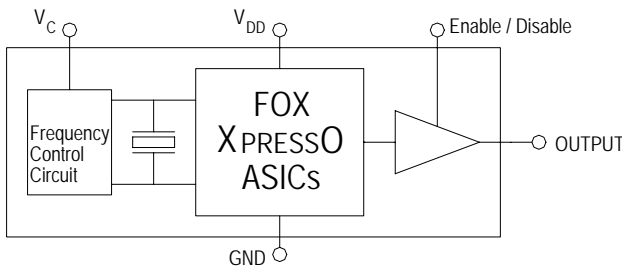 VC
VDD
Enable / Disable
Frequency
Control
Circuit
FOX
XPRESSO
ASICs
OUTPUT
GND